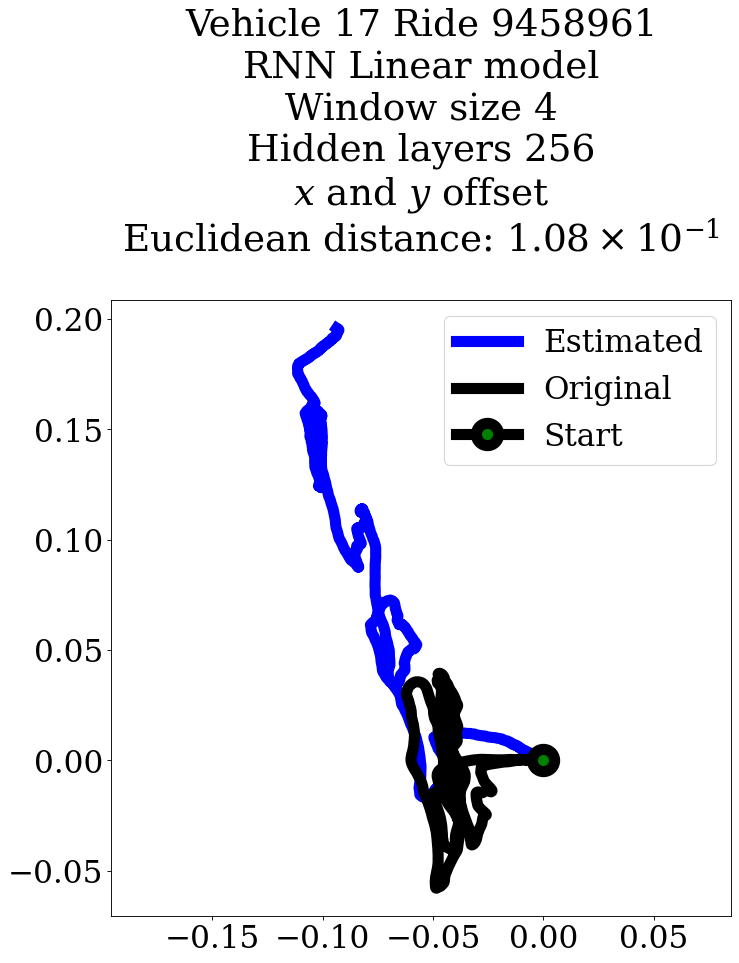 Vehicle 17 Ride 9458961
RNN Linear model
Window size 4
Hidden layers 256
x and y offset
Euclidean distance: 1.08 × 10⁻¹
Estimated
Original
Start
0.20
0.15
0.10
0.05
0.00
−0.05
−0.15 −0.10 −0.05 0.00 0.05